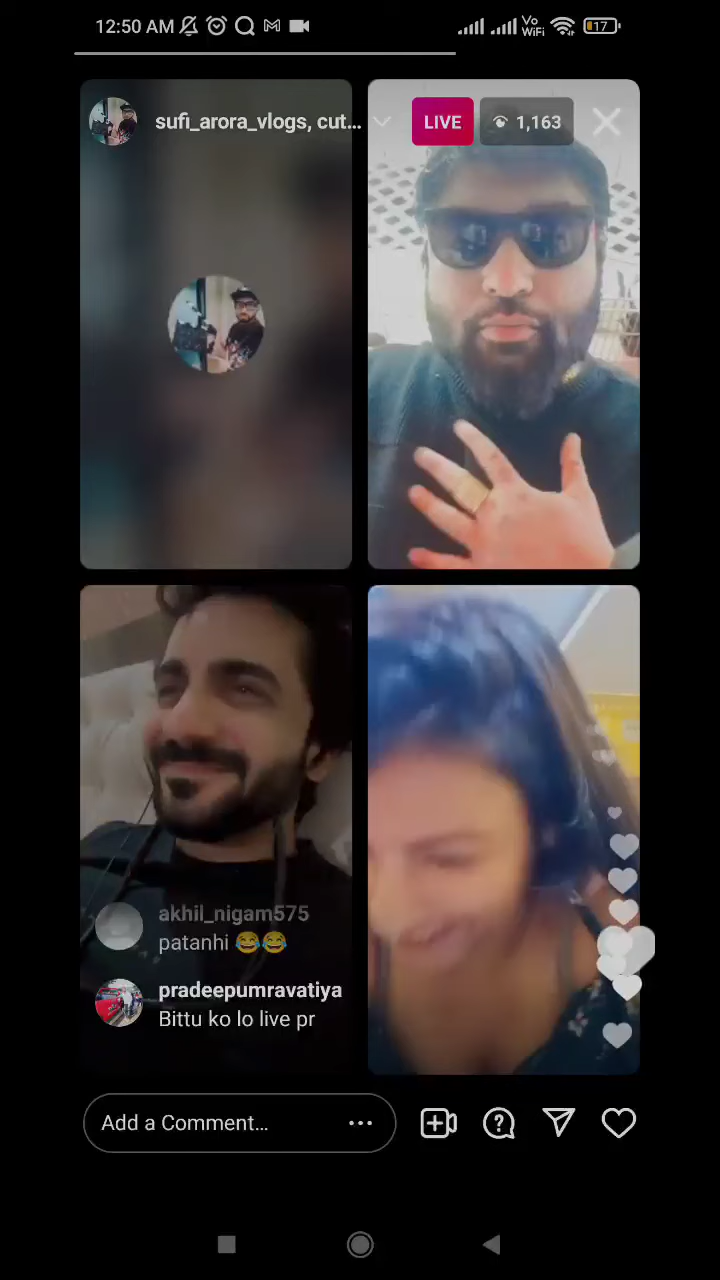 12:50 AM
Vo
WiFi
17
sufi_arora_vlogs, cut...
LIVE
1,163
akhil_nigam575
patanhi 😂😂
pradeepumravatiya
Bittu ko lo live pr
Add a Comment...